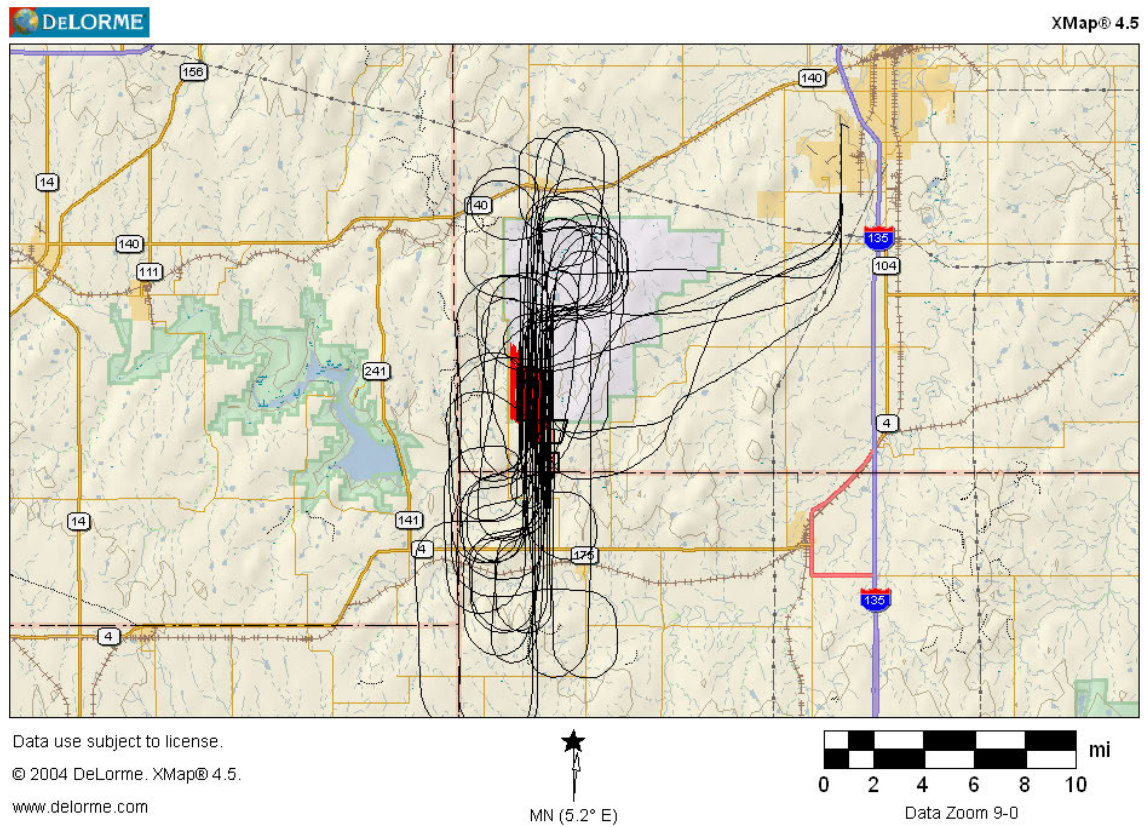 DELORME
XMap® 4.5
156
140
14
40
135
140
111
104
241
4
14
141
4
175
135
4
Data use subject to license.
© 2004 DeLorme. XMap® 4.5.
www.delorme.com
MN (5.2° E)
mi
0 2 4 6 8 10
Data Zoom 9-0